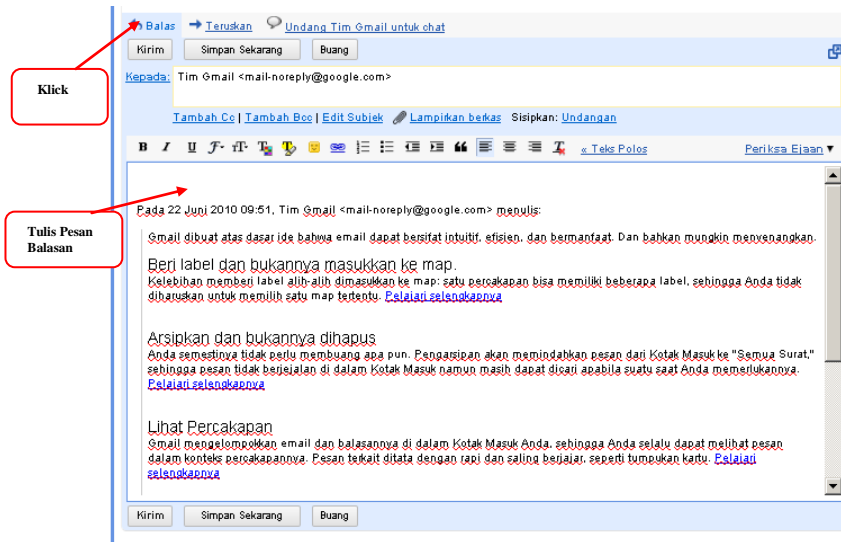 Balas Teruskan Undang Tim Gmail untuk chat
Kirim Simpan Sekarang Buang
Klick
Kepada: Tim Gmail <mail-noreply@google.com>
Tambah Cc | Tambah Bcc | Edit Subjek Lampirkan berkas Sisipkan: Undangan
B I U « Teks Polos Periksa Ejaan ▼
Tulis Pesan
Balasan
Pada 22 Juni 2010 09:51, Tim Gmail <mail-noreply@google.com> menulis:
Gmail dibuat atas dasar ide bahwa email dapat bersifat intuitif, efisien, dan bermanfaat. Dan bahkan mungkin menyenangkan.
Beri label dan bukannya masukkan ke map.
Kelebihan memberi label alih-alih dimasukkan ke map: satu percakapan bisa memiliki beberapa label, sehingga Anda tidak
diharuskan untuk memilih satu map tertentu. Pelajari selengkapnya
Arsipkan dan bukannya dihapus
Anda semestinya tidak perlu membuang apa pun. Pengarsipan akan memindahkan pesan dari Kotak Masuk ke "Semua Surat,"
sehingga pesan tidak berjejalan di dalam Kotak Masuk namun masih dapat dicari apabila suatu saat Anda memerlukannya.
Pelajari selengkapnya
Lihat Percakapan
Gmail mengelompokkan email dan balasannya di dalam Kotak Masuk Anda, sehingga Anda selalu dapat melihat pesan
dalam konteks percakapannya. Pesan terkait ditata dengan rapi dan saling berjajar, seperti tumpukan kartu. Pelajari
selengkapnya
Kirim Simpan Sekarang Buang